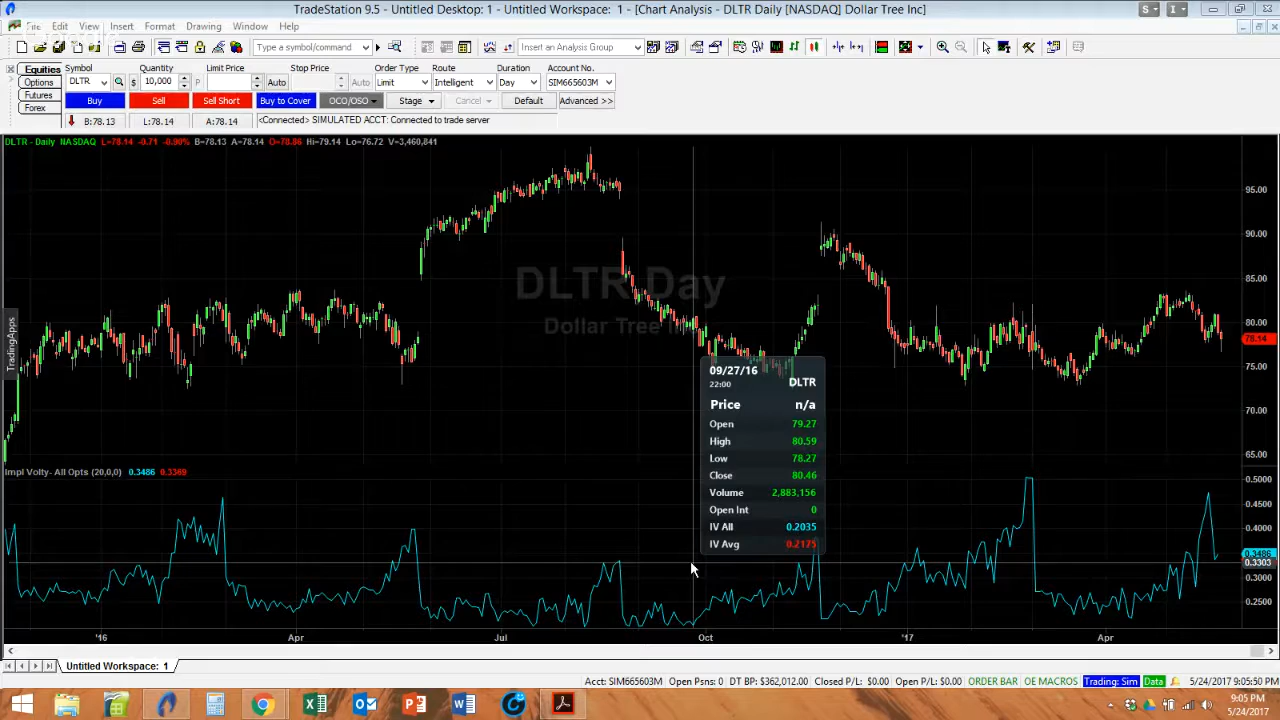 TradeStation 9.5 - Untitled Desktop: 1 - Untitled Workspace: 1 - [Chart Analysis - DLTR Daily [NASDAQ] Dollar Tree Inc]
File Edit View Insert Format Drawing Window Help
Type a symbol/command Insert an Analysis Group
Equities Symbol Quantity Limit Price Stop Price Order Type Route Duration Account No.
Options DLTR $ 10,000 P Auto Auto Limit Intelligent Day SIM665603M
Futures
Forex Buy Sell Sell Short Buy to Cover OCO/OSO Stage Cancel Default Advanced >>
B:78.13 L:78.14 A:78.14 <Connected> SIMULATED ACCT: Connected to trade server
DLTR - Daily NASDAQ L=78.14 -0.71 -0.90% B=78.13 A=78.14 O=78.86 Hi=79.14 Lo=76.72 V=3,460,841
95.00
90.00
DLTR Day
85.00
Dollar Tree
80.00
78.14
TradingApps
75.00
70.00
65.00
09/27/16
22:00 DLTR
Price n/a
Open 79.27
High 80.59
Low 78.27
Close 80.46
Volume 2,883,156
Open Int 0
IV All 0.2035
IV Avg 0.2175
Impl Volty- All Opts (20,0,0) 0.3486 0.3369
0.5000
0.4500
0.4000
0.3486
0.3303
0.3000
0.2500
'16 Apr Jul Oct '17 Apr
Untitled Workspace: 1
Acct: SIM665603M Open Psns: 0 DT BP: $362,012.00 Closed P/L: $0.00 Open P/L: $0.00 ORDER BAR OE MACROS Trading: Sim Data 5/24/2017 9:05:50 PM
9:05 PM
5/24/2017